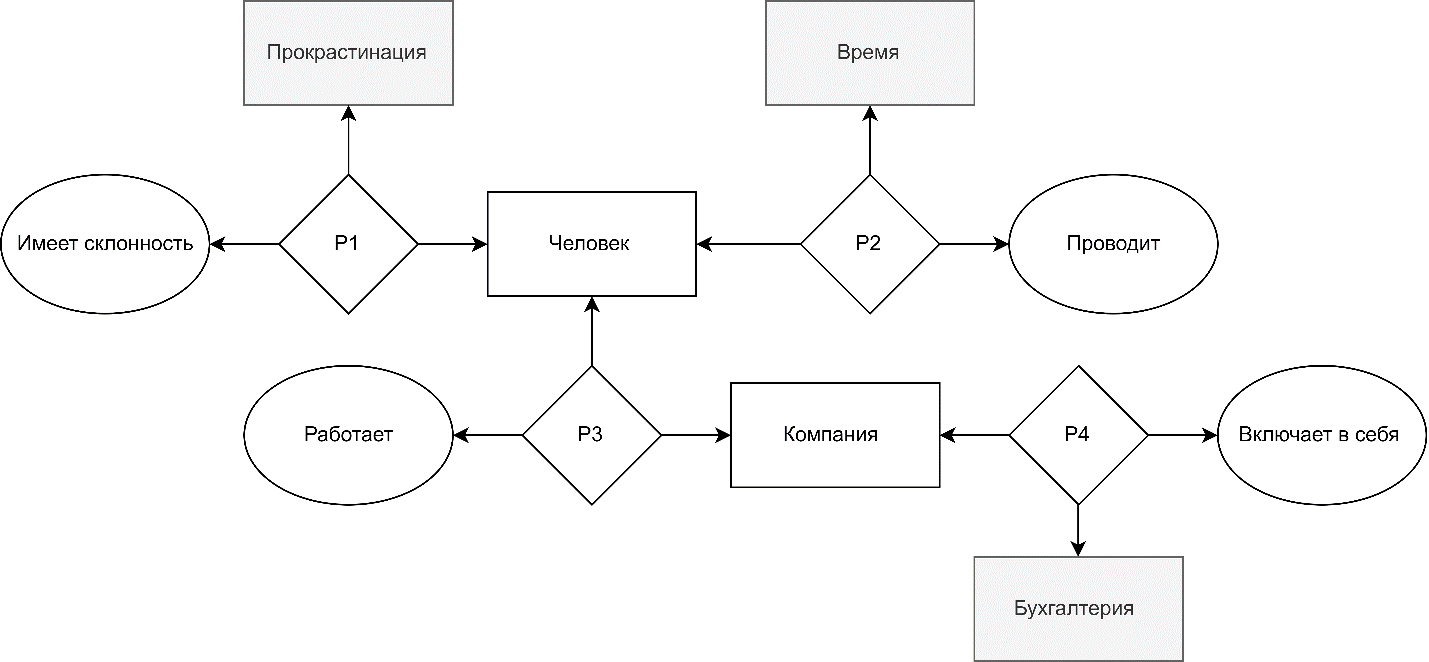 Прокрастинация
Время
Имеет склонность
P1
Человек
P2
Проводит
Работает
P3
Компания
P4
Включает в себя
Бухгалтерия